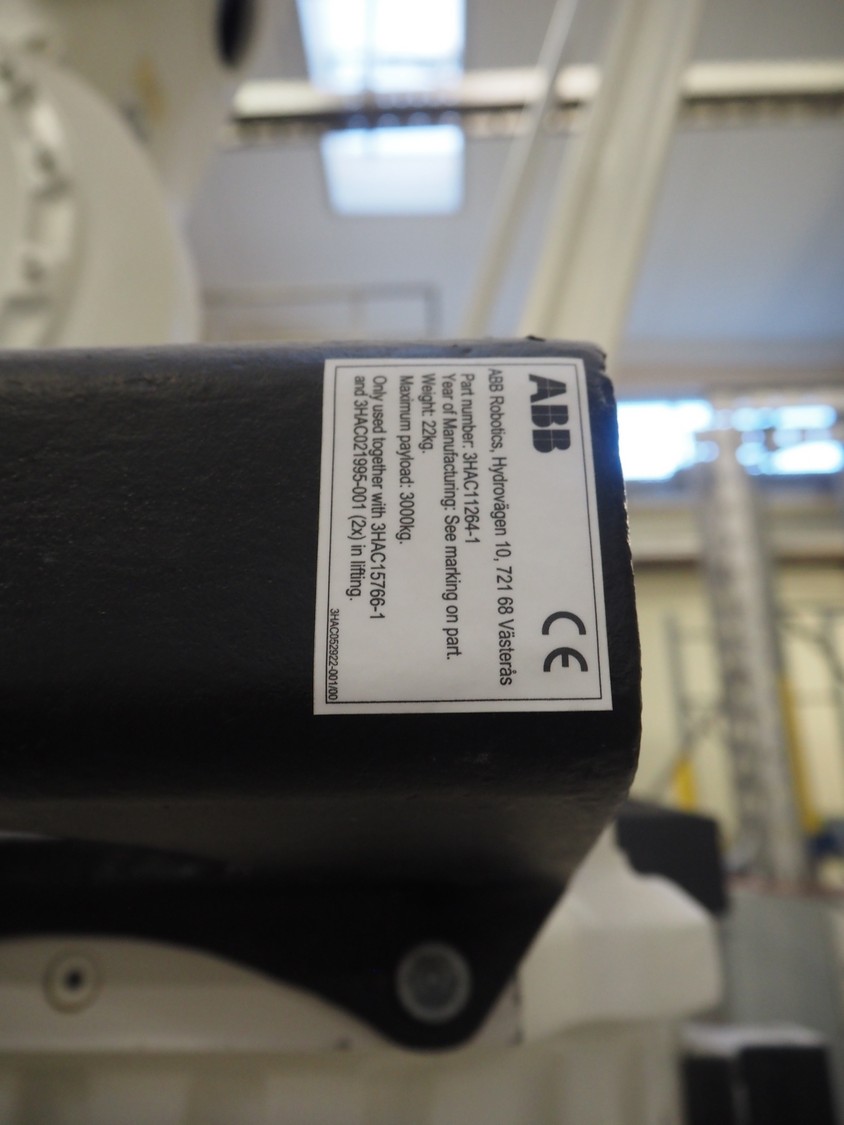 ABB
CE
ABB Robotics, Hydrovägen 10, 721 68 Västerås
Part number: 3HAC11264-1
Year of Manufacturing: See marking on part.
Weight: 22kg.
Maximum payload: 3000kg.
Only used together with 3HAC15766-1
and 3HAC021995-001 (2x) in lifting.
3HAC052922-001/00